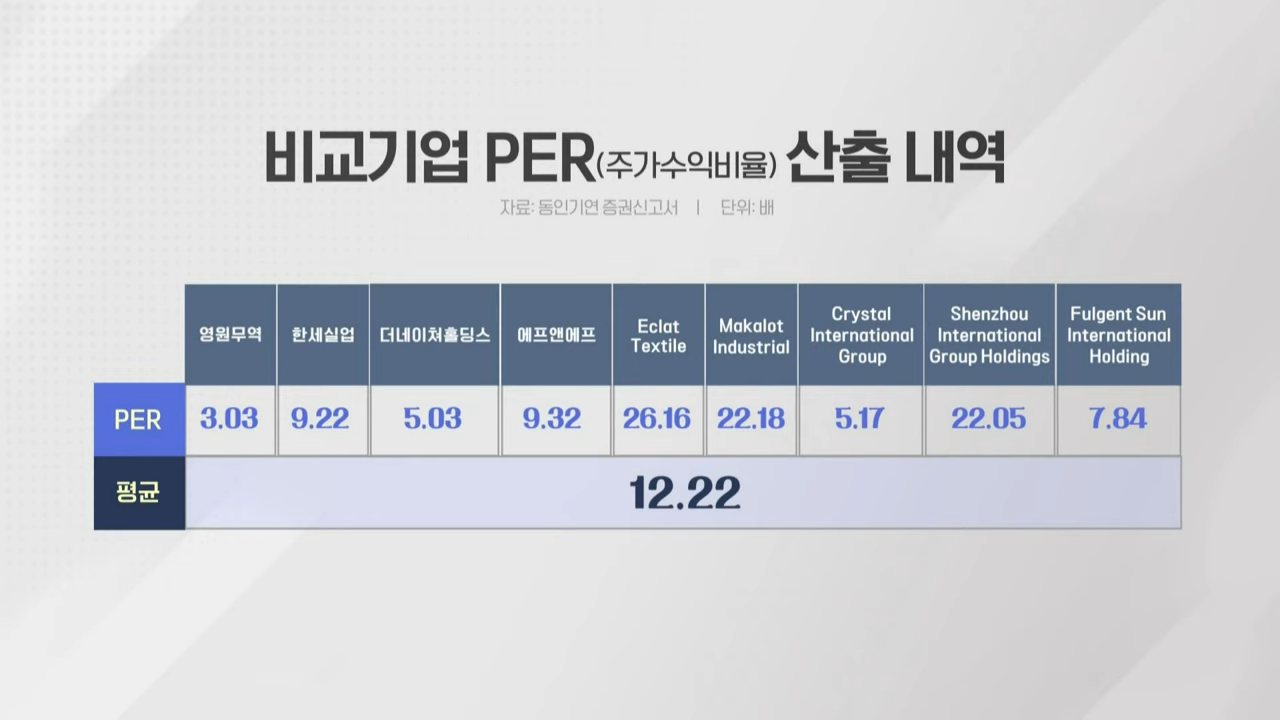 비교기업 PER(주가수익비율) 산출 내역
자료: 동인기연 증권신고서 | 단위: 배
영원무역 한세실업 더네이쳐홀딩스 에프앤에프 Eclat Textile Makalot Industrial Crystal International Group Shenzhou International Group Holdings Fulgent Sun International Holding
PER 3.03 9.22 5.03 9.32 26.16 22.18 5.17 22.05 7.84
평균 12.22